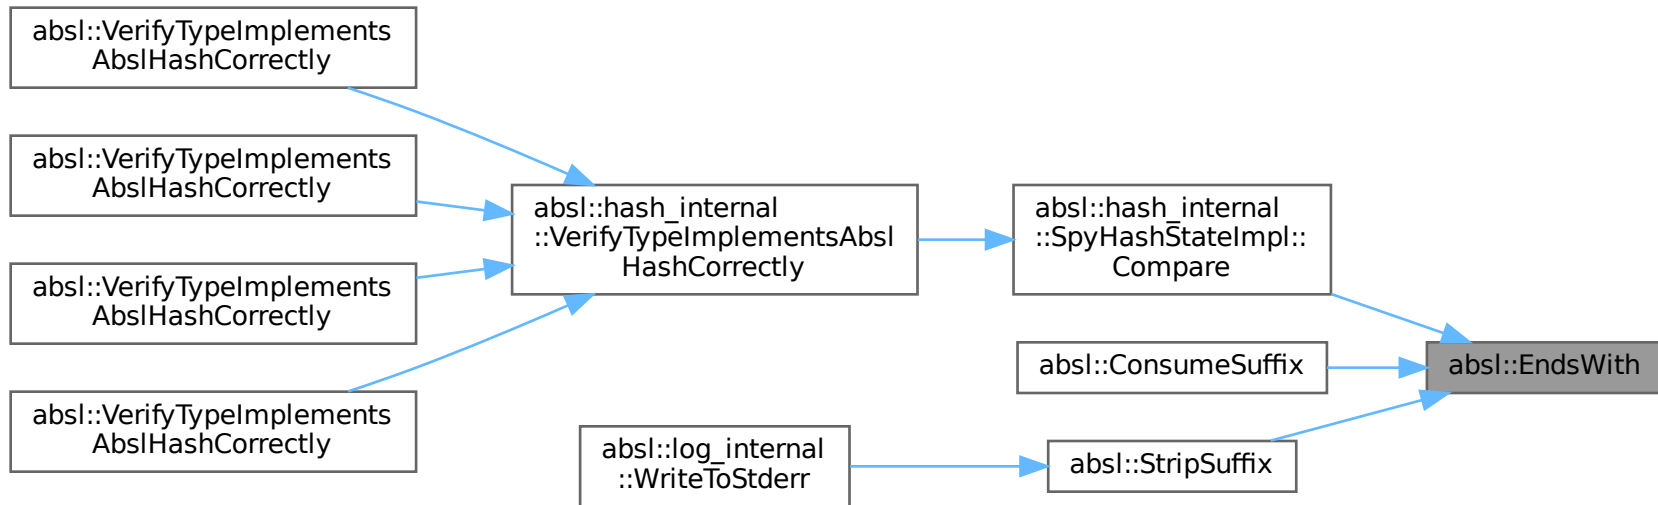 absl::VerifyTypeImplements
AbslHashCorrectly
absl::VerifyTypeImplements
AbslHashCorrectly
absl::VerifyTypeImplements
AbslHashCorrectly
absl::VerifyTypeImplements
AbslHashCorrectly
absl::hash_internal
::VerifyTypeImplementsAbsl
HashCorrectly
absl::hash_internal
::SpyHashStateImpl::
Compare
absl::ConsumeSuffix
absl::EndsWith
absl::log_internal
::WriteToStderr
absl::StripSuffix